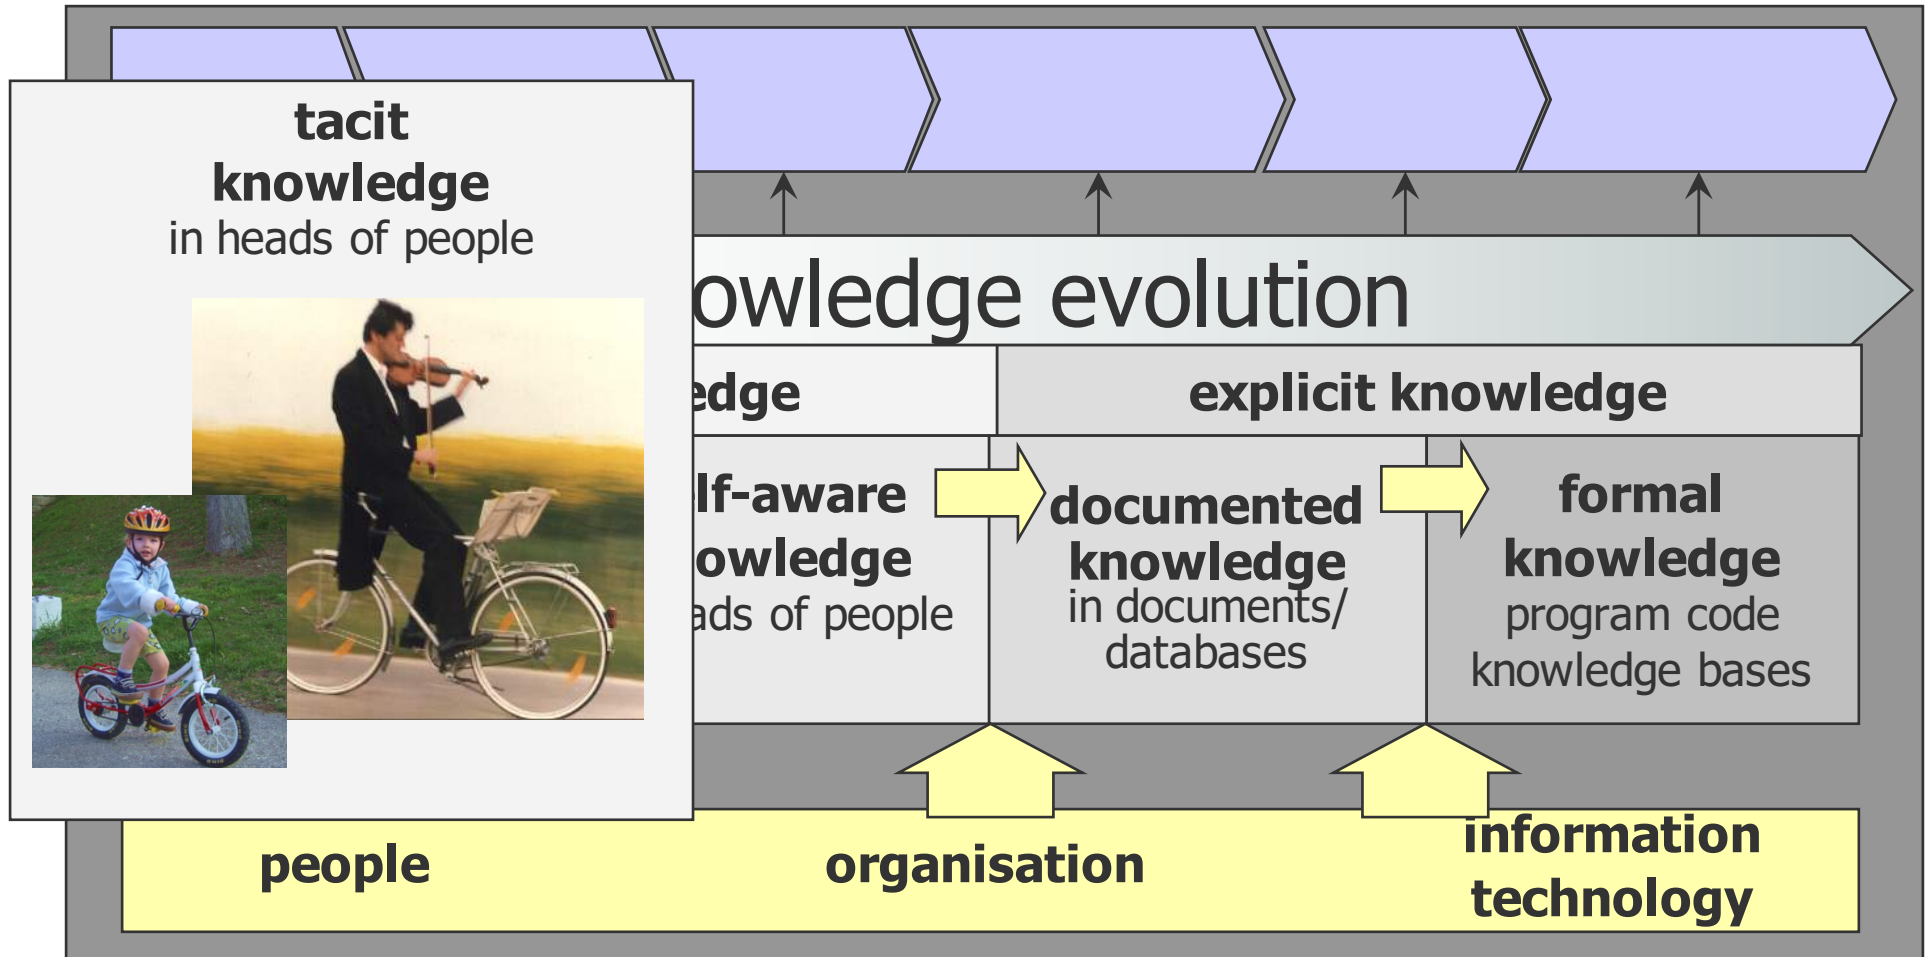 tacit
knowledge
in heads of people
owledge evolution
edge
explicit knowledge
lf-aware
owledge
ads of people
documented
knowledge
in documents/
databases
formal
knowledge
program code
knowledge bases
people
organisation
information
technology